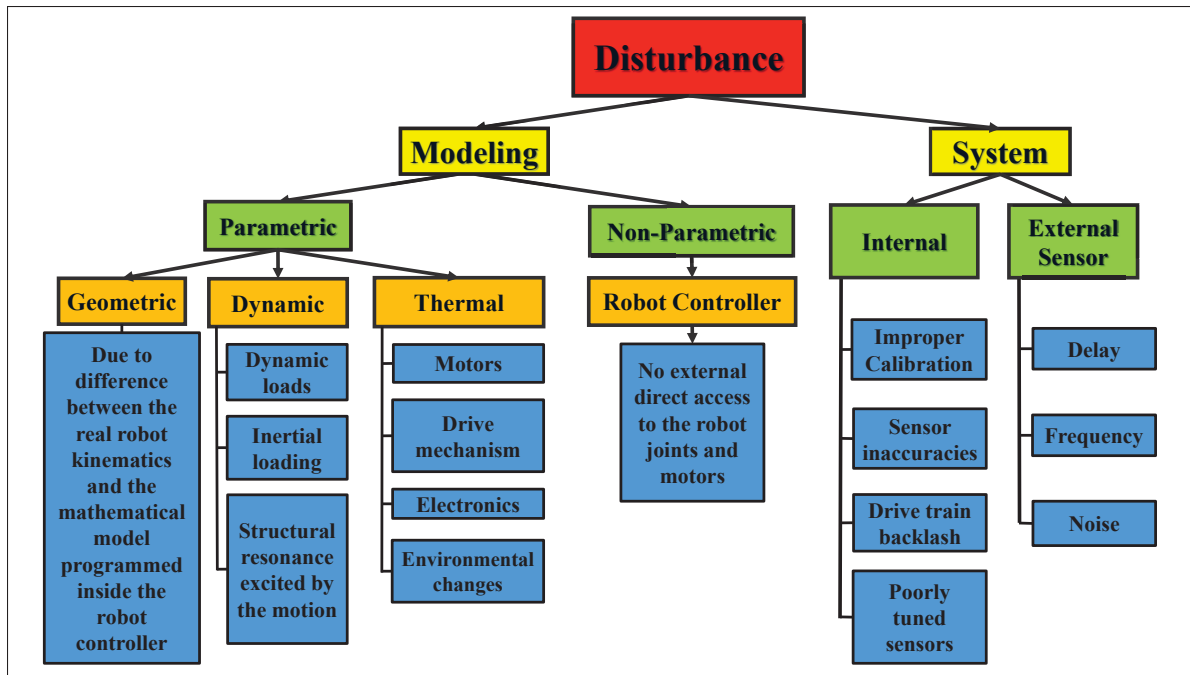 Disturbance
Modeling
System
Parametric
Non-Parametric
Internal
External
Sensor
Geometric
Dynamic
Thermal
Robot Controller
Due to
difference
between the
real robot
kinematics
and the
mathematical
model
programmed
inside the
robot
controller
Dynamic
loads
Inertial
loading
Structural
resonance
excited by
the motion
Motors
Drive
mechanism
Electronics
Environmental
changes
No external
direct access
to the robot
joints and
motors
Improper
Calibration
Sensor
inaccuracies
Drive train
backlash
Poorly
tuned
sensors
Delay
Frequency
Noise